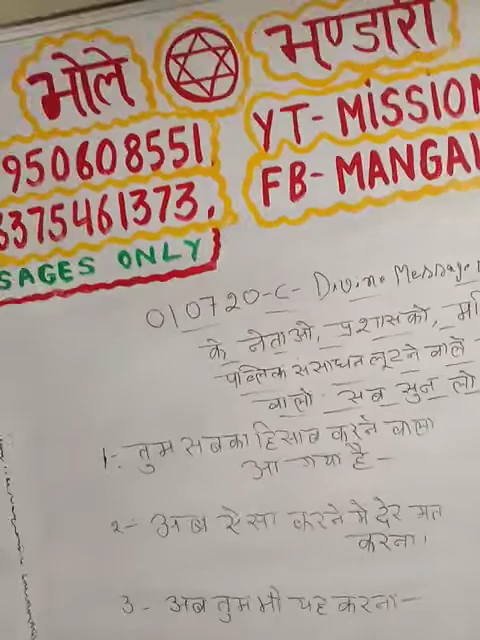 भोले भण्डारी
950608551,
3375461373,
SAGES ONLY
YT- MISSION
FB- MANGAL
010720-C- Divine Message
के नेताओ, प्रशासको,
पब्लिक संसाधन लूटने वाले
वालो. सब सुन लो
1- तुम सबका हिसाब करने वाला
आ गया है -
2- अब ऐसा करने मे देर मत
करना।
3- अब तुम भी यह करना-